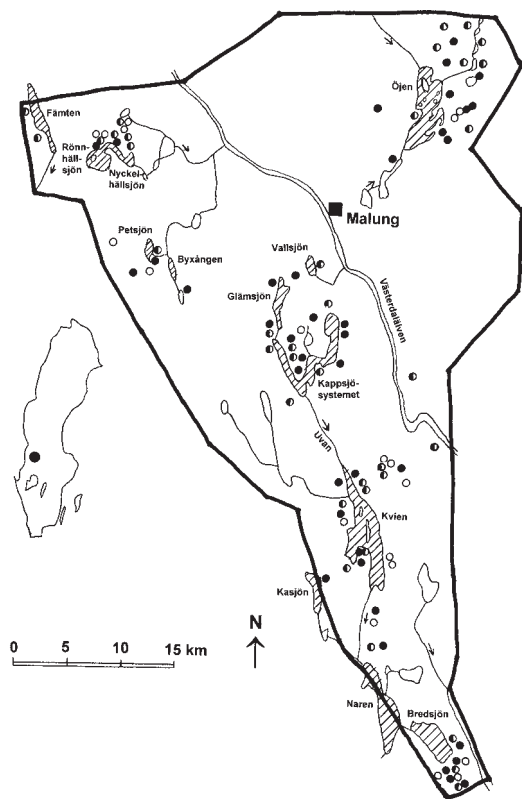 Öjen
Fämten
Rönn-
häll-
sjön
Nyckel-
hällsjön
Malung
Petsjön
Byxången
Vallsjön
Glämsjön
Västerdalälven
Kappsjö-
systemet
Uvan
Kvien
Kasjön
N
0 5 10 15 km
Naren
Bredsjön